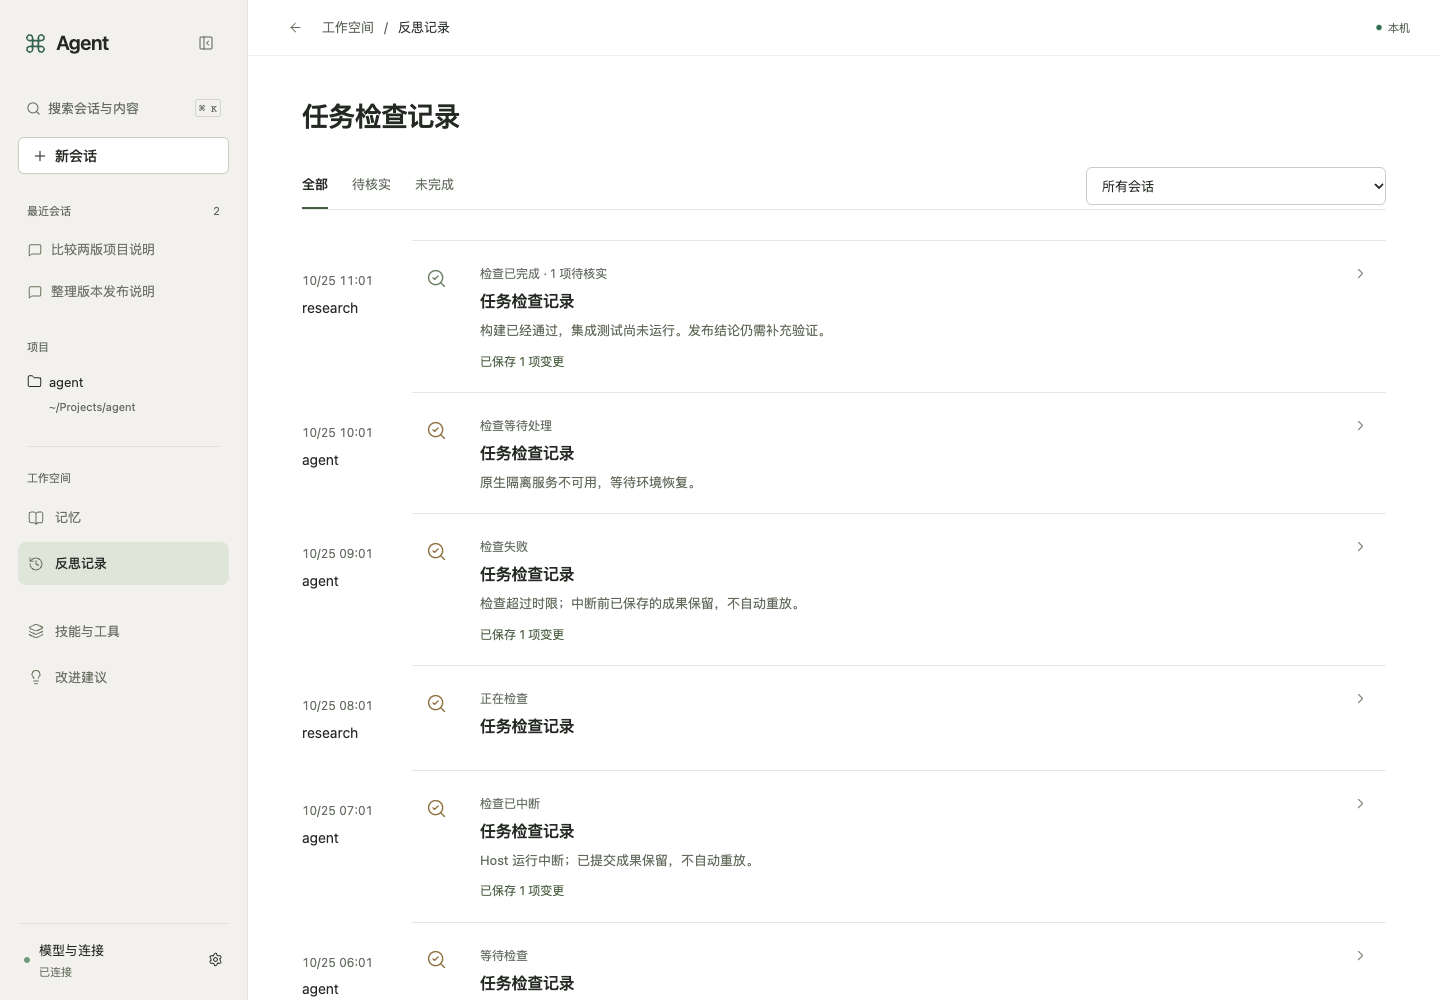 Agent
搜索会话与内容 ⌘ K
新会话
最近会话 2
比较两版项目说明
整理版本发布说明
项目
agent
~/Projects/agent
工作空间
记忆
反思记录
技能与工具
改进建议
模型与连接
已连接
工作空间 / 反思记录
本机
任务检查记录
全部 待核实 未完成
所有会话
10/25 11:01
research
检查已完成 · 1 项待核实
任务检查记录
构建已经通过，集成测试尚未运行。发布结论仍需补充验证。
已保存 1 项变更
10/25 10:01
agent
检查等待处理
任务检查记录
原生隔离服务不可用，等待环境恢复。
10/25 09:01
agent
检查失败
任务检查记录
检查超过时限；中断前已保存的成果保留，不自动重放。
已保存 1 项变更
10/25 08:01
research
正在检查
任务检查记录
10/25 07:01
agent
检查已中断
任务检查记录
Host 运行中断；已提交成果保留，不自动重放。
已保存 1 项变更
10/25 06:01
agent
等待检查
任务检查记录